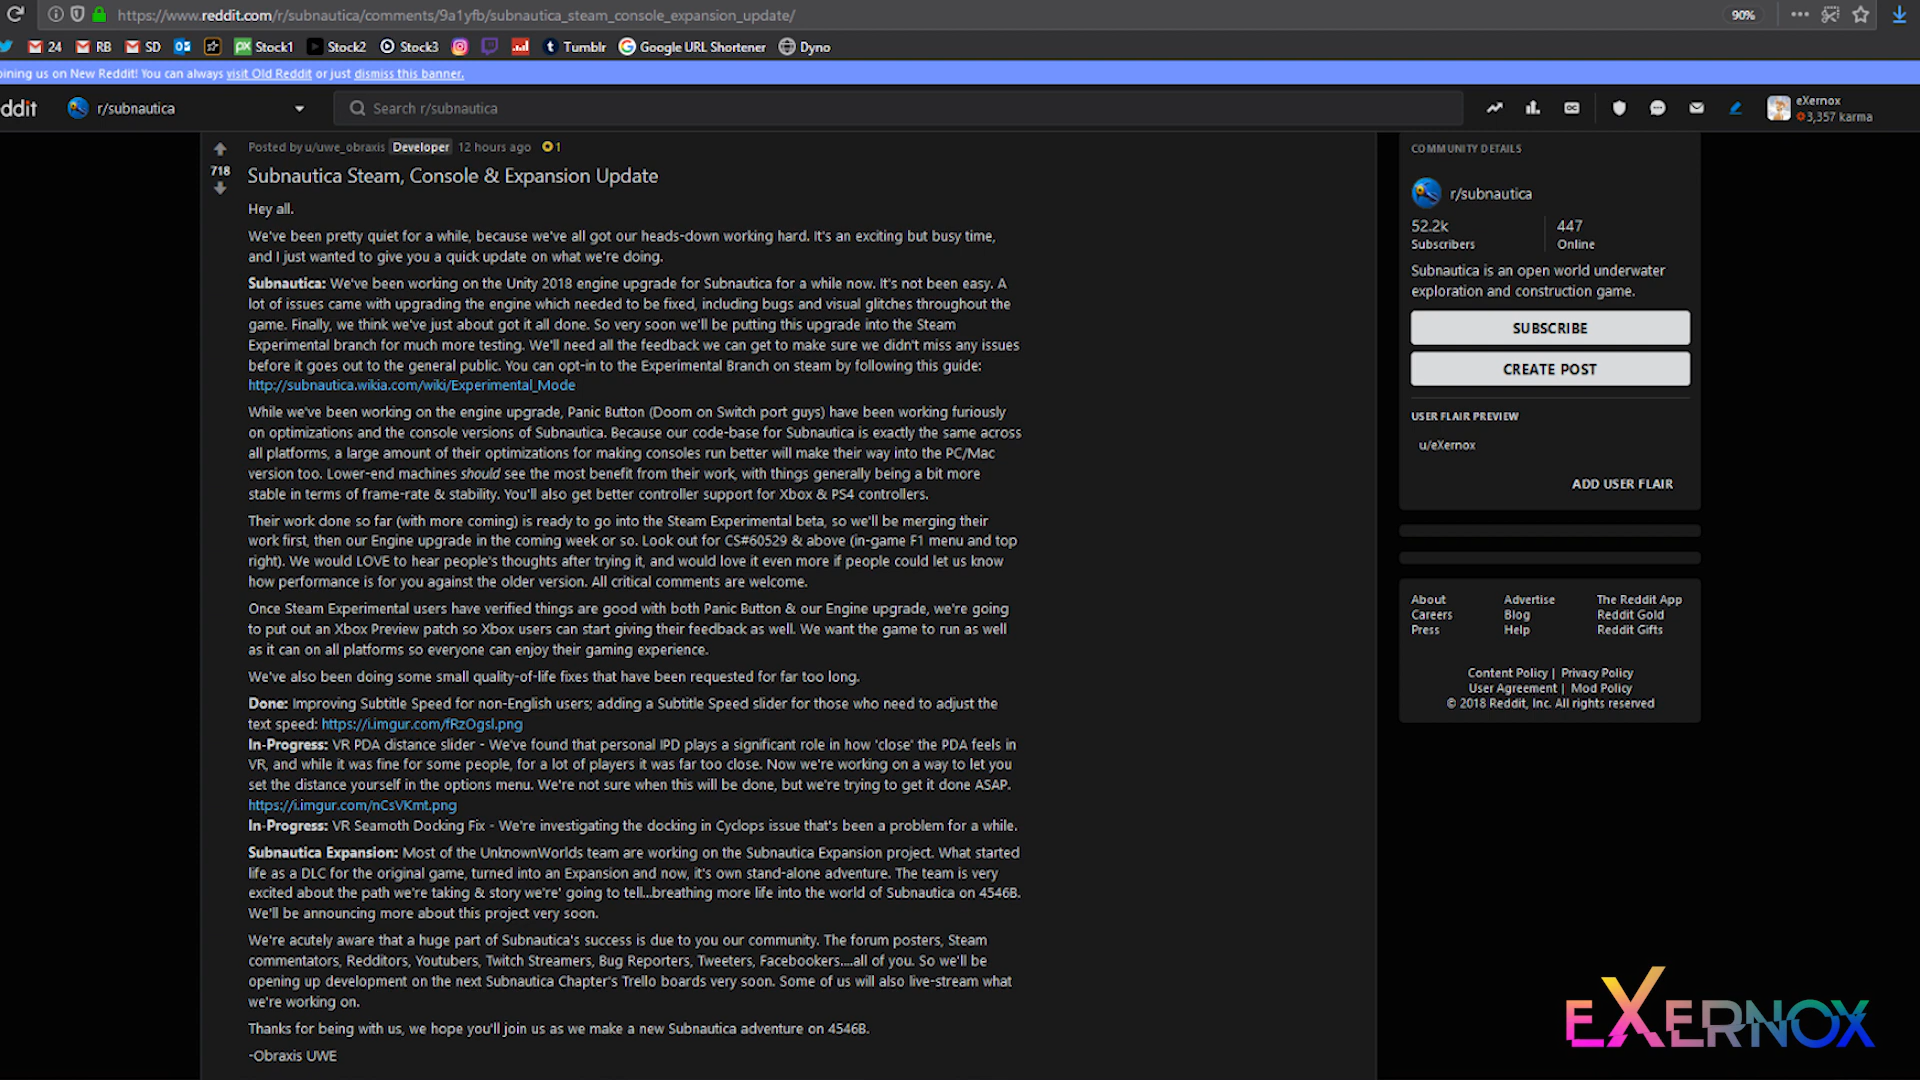 https://www.reddit.com/r/subnautica/comments/9a1yfb/subnautica_steam_console_expansion_update/
90%
24
RB
SD
Stock1
Stock2
Stock3
Tumblr
Google URL Shortener
Dyno
oining us on New Reddit! You can always visit Old Reddit or just dismiss this banner.
ddit
r/subnautica
Search r/subnautica
eXernox
3,357 karma
Posted by u/uwe_obraxis Developer 12 hours ago 1
718
Subnautica Steam, Console & Expansion Update
Hey all.
We've been pretty quiet for a while, because we've all got our heads-down working hard. It's an exciting but busy time,
and I just wanted to give you a quick update on what we're doing.
Subnautica: We've been working on the Unity 2018 engine upgrade for Subnautica for a while now. It's not been easy. A
lot of issues came with upgrading the engine which needed to be fixed, including bugs and visual glitches throughout the
game. Finally, we think we've just about got it all done. So very soon we'll be putting this upgrade into the Steam
Experimental branch for much more testing. We'll need all the feedback we can get to make sure we didn't miss any issues
before it goes out to the general public. You can opt-in to the Experimental Branch on steam by following this guide:
http://subnautica.wikia.com/wiki/Experimental_Mode
While we've been working on the engine upgrade, Panic Button (Doom on Switch port guys) have been working furiously
on optimizations and the console versions of Subnautica. Because our code-base for Subnautica is exactly the same across
all platforms, a large amount of their optimizations for making consoles run better will make their way into the PC/Mac
version too. Lower-end machines should see the most benefit from their work, with things generally being a bit more
stable in terms of frame-rate & stability. You'll also get better controller support for Xbox & PS4 controllers.
Their work done so far (with more coming) is ready to go into the Steam Experimental beta, so we'll be merging their
work first, then our Engine upgrade in the coming week or so. Look out for CS#60529 & above (in-game F1 menu and top
right). We would LOVE to hear people's thoughts after trying it, and would love it even more if people could let us know
how performance is for you against the older version. All critical comments are welcome.
Once Steam Experimental users have verified things are good with both Panic Button & our Engine upgrade, we're going
to put out an Xbox Preview patch so Xbox users can start giving their feedback as well. We want the game to run as well
as it can on all platforms so everyone can enjoy their gaming experience.
We've also been doing some small quality-of-life fixes that have been requested for far too long.
Done: Improving Subtitle Speed for non-English users; adding a Subtitle Speed slider for those who need to adjust the
text speed: https://i.imgur.com/fRzOgsl.png
In-Progress: VR PDA distance slider - We've found that personal IPD plays a significant role in how 'close' the PDA feels in
VR, and while it was fine for some people, for a lot of players it was far too close. Now we're working on a way to let you
set the distance yourself in the options menu. We're not sure when this will be done, but we're trying to get it done ASAP.
https://i.imgur.com/nCsVKmt.png
In-Progress: VR Seamoth Docking Fix - We're investigating the docking in Cyclops issue that's been a problem for a while.
Subnautica Expansion: Most of the UnknownWorlds team are working on the Subnautica Expansion project. What started
life as a DLC for the original game, turned into an Expansion and now, it's own stand-alone adventure. The team is very
excited about the path we're taking & story we're' going to tell...breathing more life into the world of Subnautica on 4546B.
We'll be announcing more about this project very soon.
We're acutely aware that a huge part of Subnautica's success is due to you our community. The forum posters, Steam
commentators, Redditors, Youtubers, Twitch Streamers, Bug Reporters, Tweeters, Facebookers....all of you. So we'll be
opening up development on the next Subnautica Chapter's Trello boards very soon. Some of us will also live-stream what
we're working on.
Thanks for being with us, we hope you'll join us as we make a new Subnautica adventure on 4546B.
-Obraxis UWE
COMMUNITY DETAILS
r/subnautica
52.2k
Subscribers
447
Online
Subnautica is an open world underwater
exploration and construction game.
SUBSCRIBE
CREATE POST
USER FLAIR PREVIEW
u/eXernox
ADD USER FLAIR
About
Careers
Press
Advertise
Blog
Help
The Reddit App
Reddit Gold
Reddit Gifts
Content Policy | Privacy Policy
User Agreement | Mod Policy
© 2018 Reddit, Inc. All rights reserved
EXERNOX